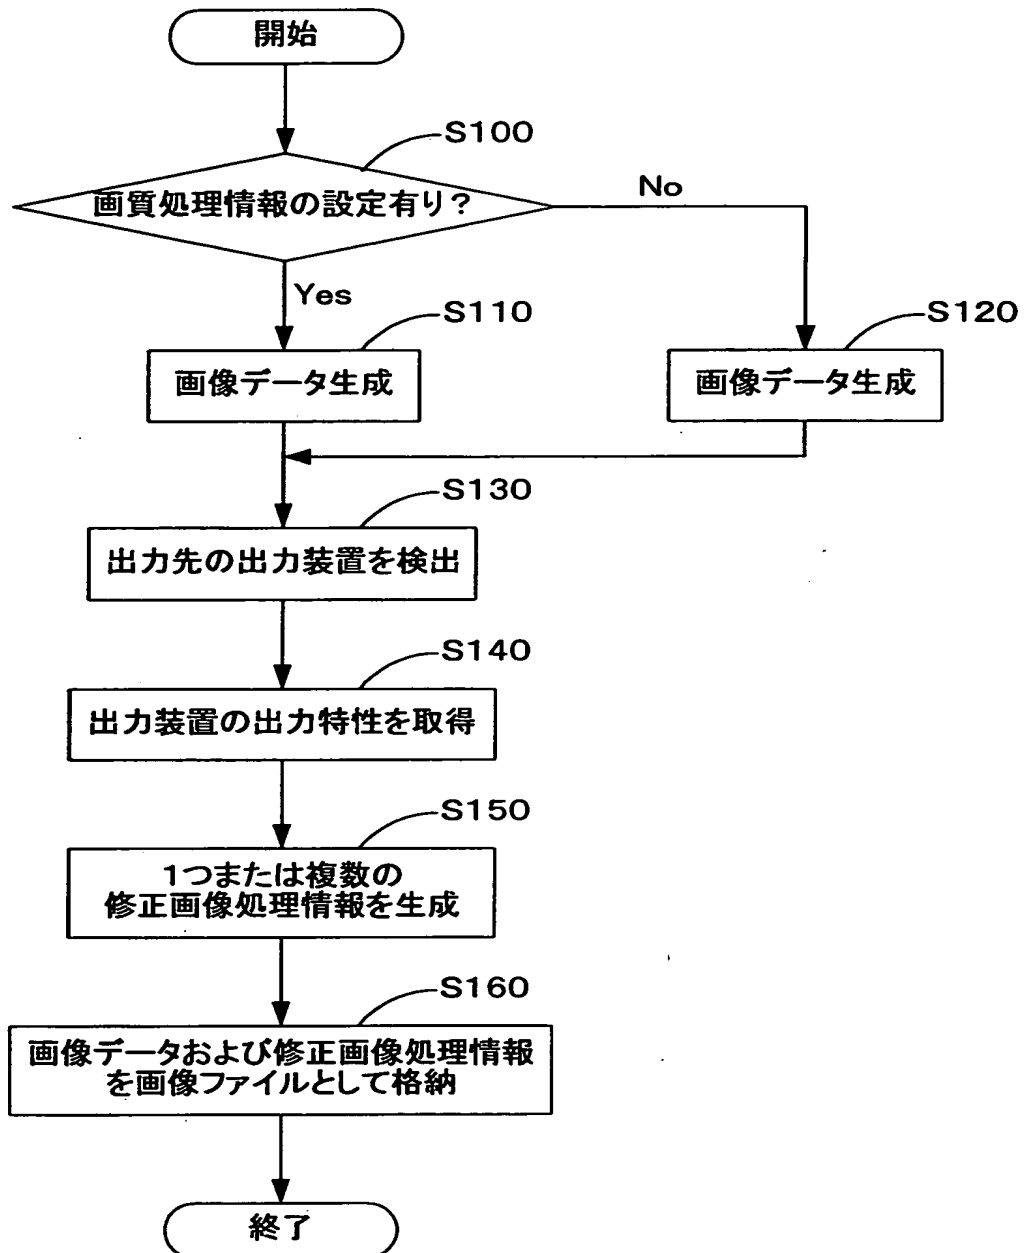 開始
S100
画質処理情報の設定有り？
No
Yes
S110
S120
画像データ生成
画像データ生成
S130
出力先の出力装置を検出
S140
出力装置の出力特性を取得
S150
1つまたは複数の
修正画像処理情報を生成
S160
画像データおよび修正画像処理情報
を画像ファイルとして格納
終了